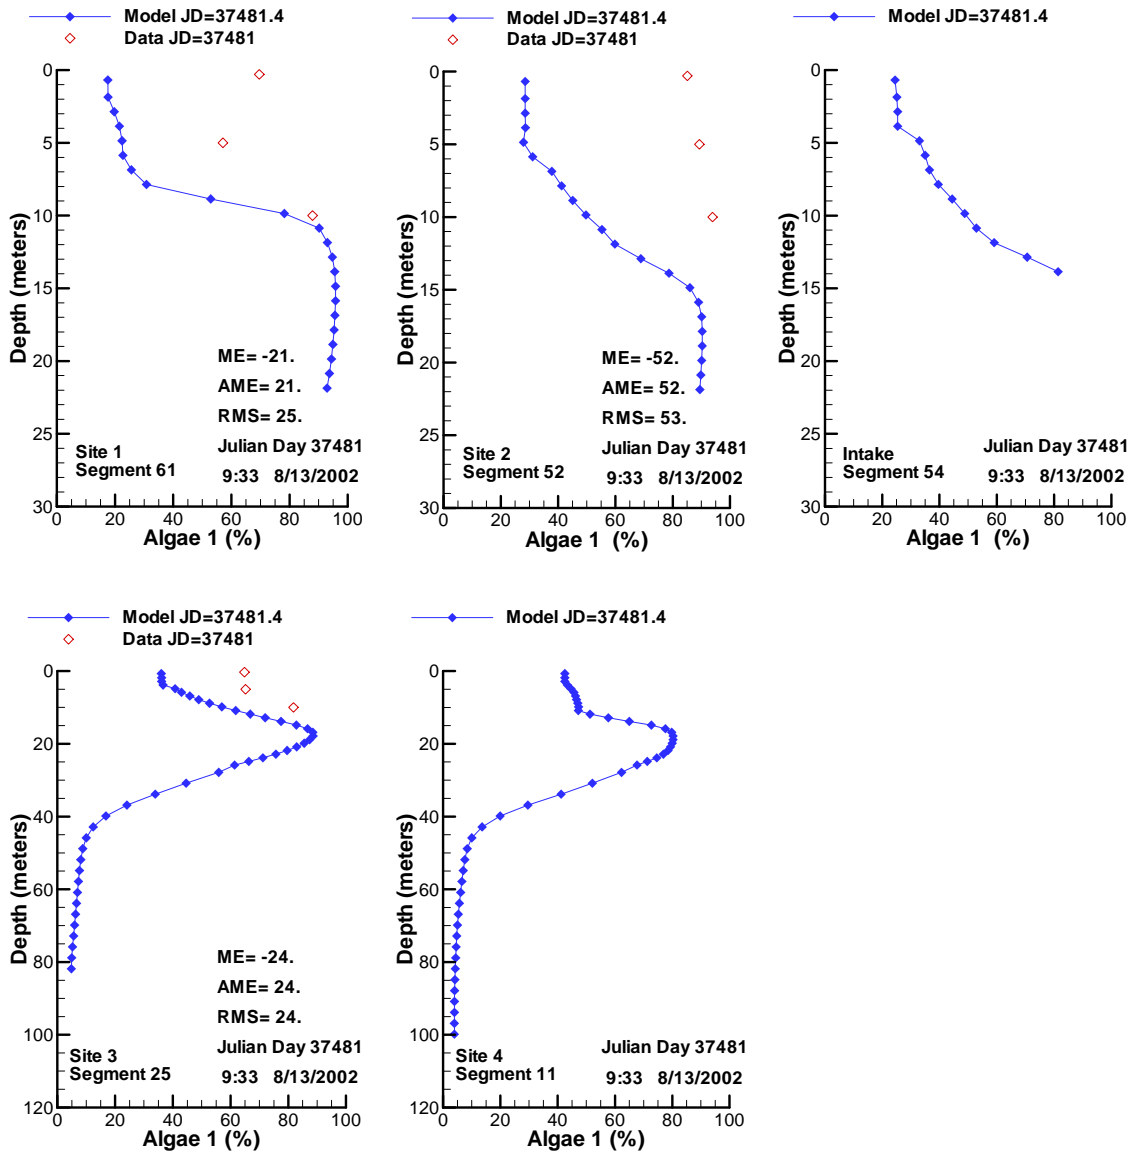 Model JD=37481.4
Data JD=37481
0
5
10
15
20
25
30
Depth (meters)
ME= -21.
AME= 21.
RMS= 25.
Julian Day 37481
9:33 8/13/2002
Site 1
Segment 61
0 20 40 60 80 100
Algae 1 (%)
Model JD=37481.4
Data JD=37481
0
5
10
15
20
25
30
Depth (meters)
ME= -52.
AME= 52.
RMS= 53.
Julian Day 37481
9:33 8/13/2002
Site 2
Segment 52
0 20 40 60 80 100
Algae 1 (%)
Model JD=37481.4
0
5
10
15
20
25
30
Depth (meters)
Julian Day 37481
9:33 8/13/2002
Intake
Segment 54
0 20 40 60 80 100
Algae 1 (%)
Model JD=37481.4
Data JD=37481
0
20
40
60
80
100
120
Depth (meters)
ME= -24.
AME= 24.
RMS= 24.
Julian Day 37481
9:33 8/13/2002
Site 3
Segment 25
0 20 40 60 80 100
Algae 1 (%)
Model JD=37481.4
0
20
40
60
80
100
120
Depth (meters)
Julian Day 37481
9:33 8/13/2002
Site 4
Segment 11
0 20 40 60 80 100
Algae 1 (%)